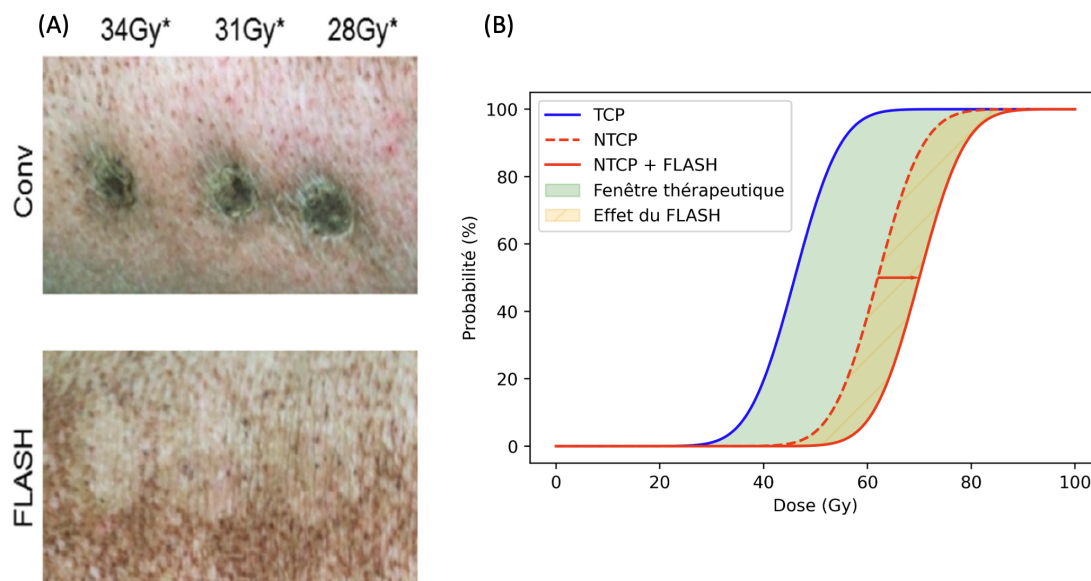 (A)
34Gy* 31Gy* 28Gy*
Conv
FLASH
(B)
TCP
NTCP
NTCP + FLASH
Fenêtre thérapeutique
Effet du FLASH
Probabilité (%)
100
80
60
40
20
0
0 20 40 60 80 100
Dose (Gy)